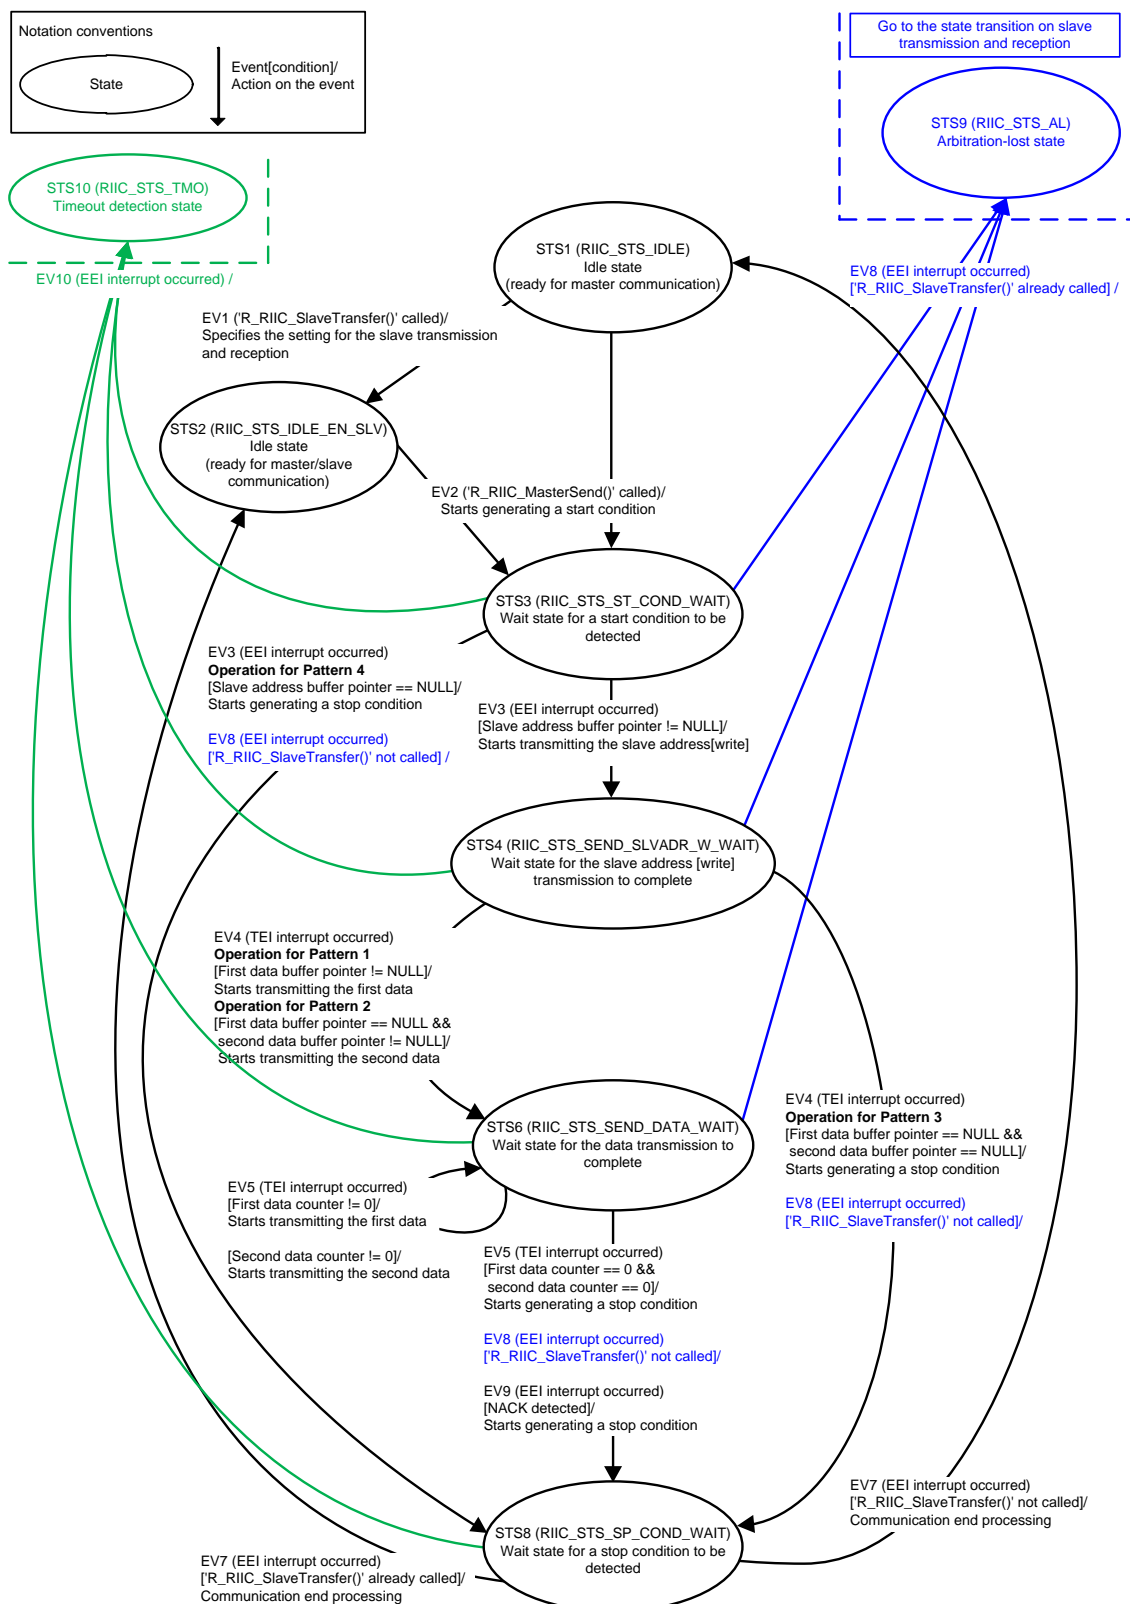 Notation conventions
State
Event[condition]/
Action on the event
Go to the state transition on slave
transmission and reception
STS9 (RIIC_STS_AL)
Arbitration-lost state
STS10 (RIIC_STS_TMO)
Timeout detection state
EV10 (EEI interrupt occurred) /
STS1 (RIIC_STS_IDLE)
Idle state
(ready for master communication)
EV8 (EEI interrupt occurred)
['R_RIIC_SlaveTransfer()' already called] /
EV1 ('R_RIIC_SlaveTransfer()' called)/
Specifies the setting for the slave transmission
and reception
STS2 (RIIC_STS_IDLE_EN_SLV)
Idle state
(ready for master/slave
communication)
EV2 ('R_RIIC_MasterSend()' called)/
Starts generating a start condition
STS3 (RIIC_STS_ST_COND_WAIT)
Wait state for a start condition to be
detected
EV3 (EEI interrupt occurred)
Operation for Pattern 4
[Slave address buffer pointer == NULL]/
Starts generating a stop condition
EV8 (EEI interrupt occurred)
['R_RIIC_SlaveTransfer()' not called] /
EV3 (EEI interrupt occurred)
[Slave address buffer pointer != NULL]/
Starts transmitting the slave address[write]
STS4 (RIIC_STS_SEND_SLVADR_W_WAIT)
Wait state for the slave address [write]
transmission to complete
EV4 (TEI interrupt occurred)
Operation for Pattern 1
[First data buffer pointer != NULL]/
Starts transmitting the first data
Operation for Pattern 2
[First data buffer pointer == NULL &&
second data buffer pointer != NULL]/
Starts transmitting the second data
EV4 (TEI interrupt occurred)
Operation for Pattern 3
[First data buffer pointer == NULL &&
second data buffer pointer == NULL]/
Starts generating a stop condition
EV8 (EEI interrupt occurred)
['R_RIIC_SlaveTransfer()' not called]/
STS6 (RIIC_STS_SEND_DATA_WAIT)
Wait state for the data transmission to
complete
EV5 (TEI interrupt occurred)
[First data counter != 0]/
Starts transmitting the first data
[Second data counter != 0]/
Starts transmitting the second data
EV5 (TEI interrupt occurred)
[First data counter == 0 &&
second data counter == 0]/
Starts generating a stop condition
EV8 (EEI interrupt occurred)
['R_RIIC_SlaveTransfer()' not called]/
EV9 (EEI interrupt occurred)
[NACK detected]/
Starts generating a stop condition
EV7 (EEI interrupt occurred)
['R_RIIC_SlaveTransfer()' not called]/
Communication end processing
STS8 (RIIC_STS_SP_COND_WAIT)
Wait state for a stop condition to be
detected
EV7 (EEI interrupt occurred)
['R_RIIC_SlaveTransfer()' already called]/
Communication end processing